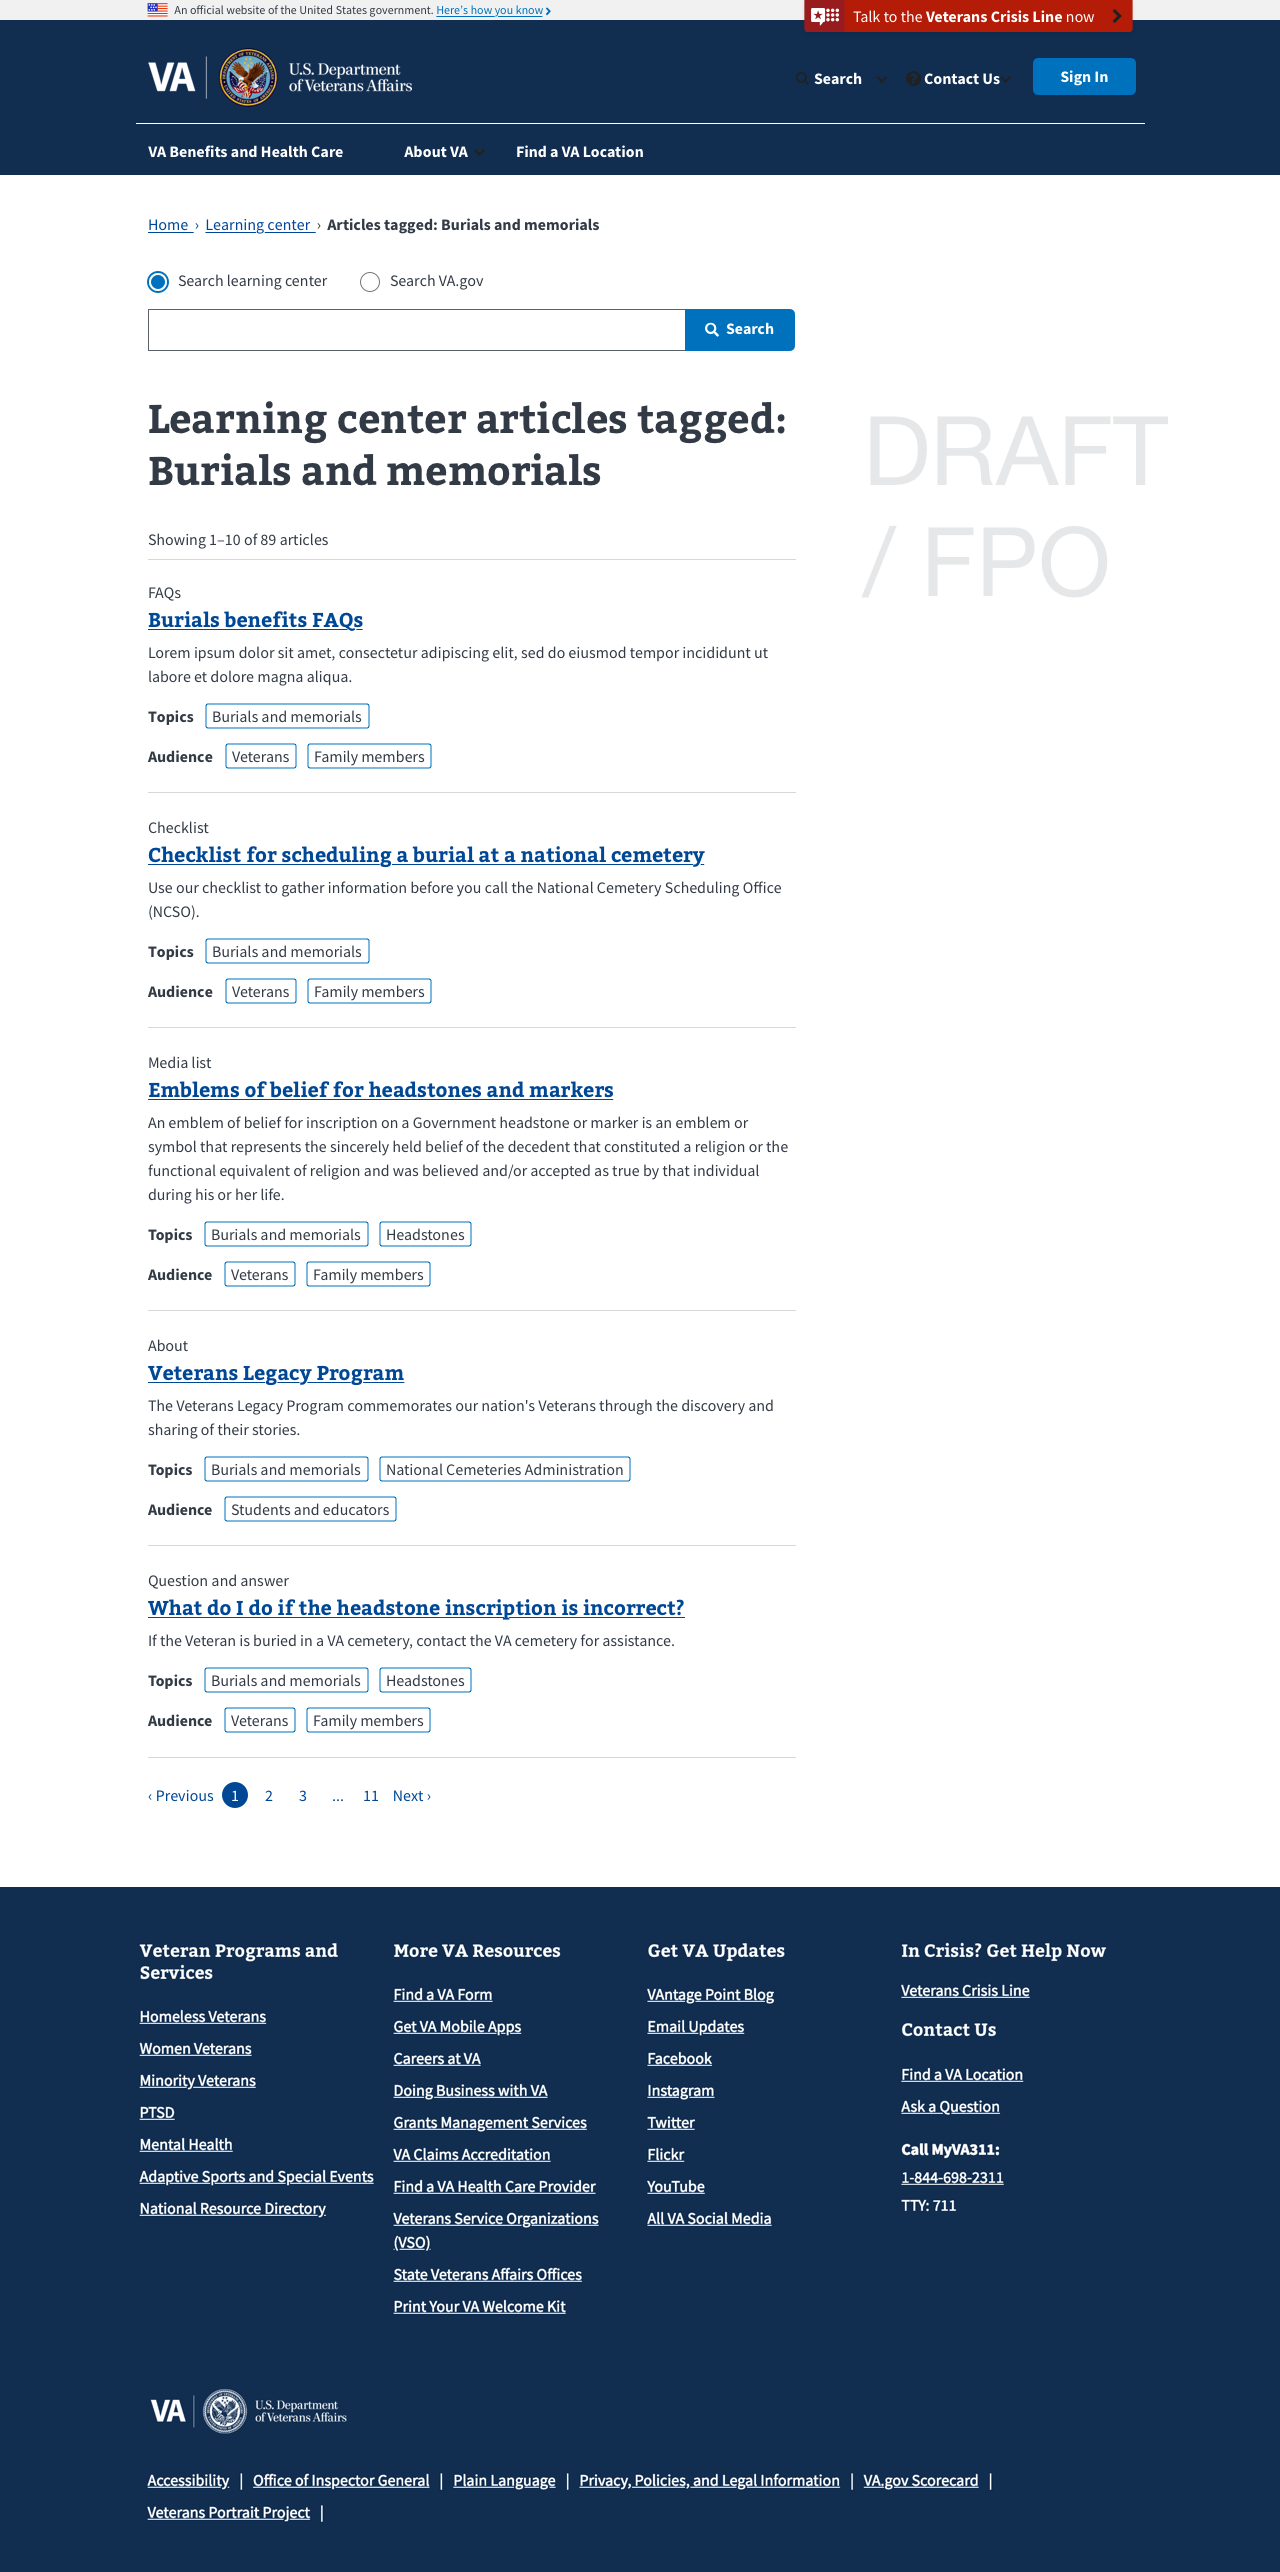 An official website of the United States government. Here's how you know
Talk to the Veterans Crisis Line now
VA
U.S. Department
of Veterans Affairs
Search
Contact Us
Sign In
VA Benefits and Health Care
About VA
Find a VA Location
Home › Learning center › Articles tagged: Burials and memorials
Search learning center
Search VA.gov
Search
Learning center articles tagged:
Burials and memorials
DRAFT
/ FPO
Showing 1–10 of 89 articles
FAQs
Burials benefits FAQs
Lorem ipsum dolor sit amet, consectetur adipiscing elit, sed do eiusmod tempor incididunt ut
labore et dolore magna aliqua.
Topics Burials and memorials
Audience Veterans Family members
Checklist
Checklist for scheduling a burial at a national cemetery
Use our checklist to gather information before you call the National Cemetery Scheduling Office
(NCSO).
Topics Burials and memorials
Audience Veterans Family members
Media list
Emblems of belief for headstones and markers
An emblem of belief for inscription on a Government headstone or marker is an emblem or
symbol that represents the sincerely held belief of the decedent that constituted a religion or the
functional equivalent of religion and was believed and/or accepted as true by that individual
during his or her life.
Topics Burials and memorials Headstones
Audience Veterans Family members
About
Veterans Legacy Program
The Veterans Legacy Program commemorates our nation's Veterans through the discovery and
sharing of their stories.
Topics Burials and memorials National Cemeteries Administration
Audience Students and educators
Question and answer
What do I do if the headstone inscription is incorrect?
If the Veteran is buried in a VA cemetery, contact the VA cemetery for assistance.
Topics Burials and memorials Headstones
Audience Veterans Family members
‹ Previous 1 2 3 ... 11 Next ›
Veteran Programs and
Services
Homeless Veterans
Women Veterans
Minority Veterans
PTSD
Mental Health
Adaptive Sports and Special Events
National Resource Directory
More VA Resources
Find a VA Form
Get VA Mobile Apps
Careers at VA
Doing Business with VA
Grants Management Services
VA Claims Accreditation
Find a VA Health Care Provider
Veterans Service Organizations
(VSO)
State Veterans Affairs Offices
Print Your VA Welcome Kit
Get VA Updates
VAntage Point Blog
Email Updates
Facebook
Instagram
Twitter
Flickr
YouTube
All VA Social Media
In Crisis? Get Help Now
Veterans Crisis Line
Contact Us
Find a VA Location
Ask a Question
Call MyVA311:
1-844-698-2311
TTY: 711
VA
U.S. Department
of Veterans Affairs
Accessibility | Office of Inspector General | Plain Language | Privacy, Policies, and Legal Information | VA.gov Scorecard |
Veterans Portrait Project |